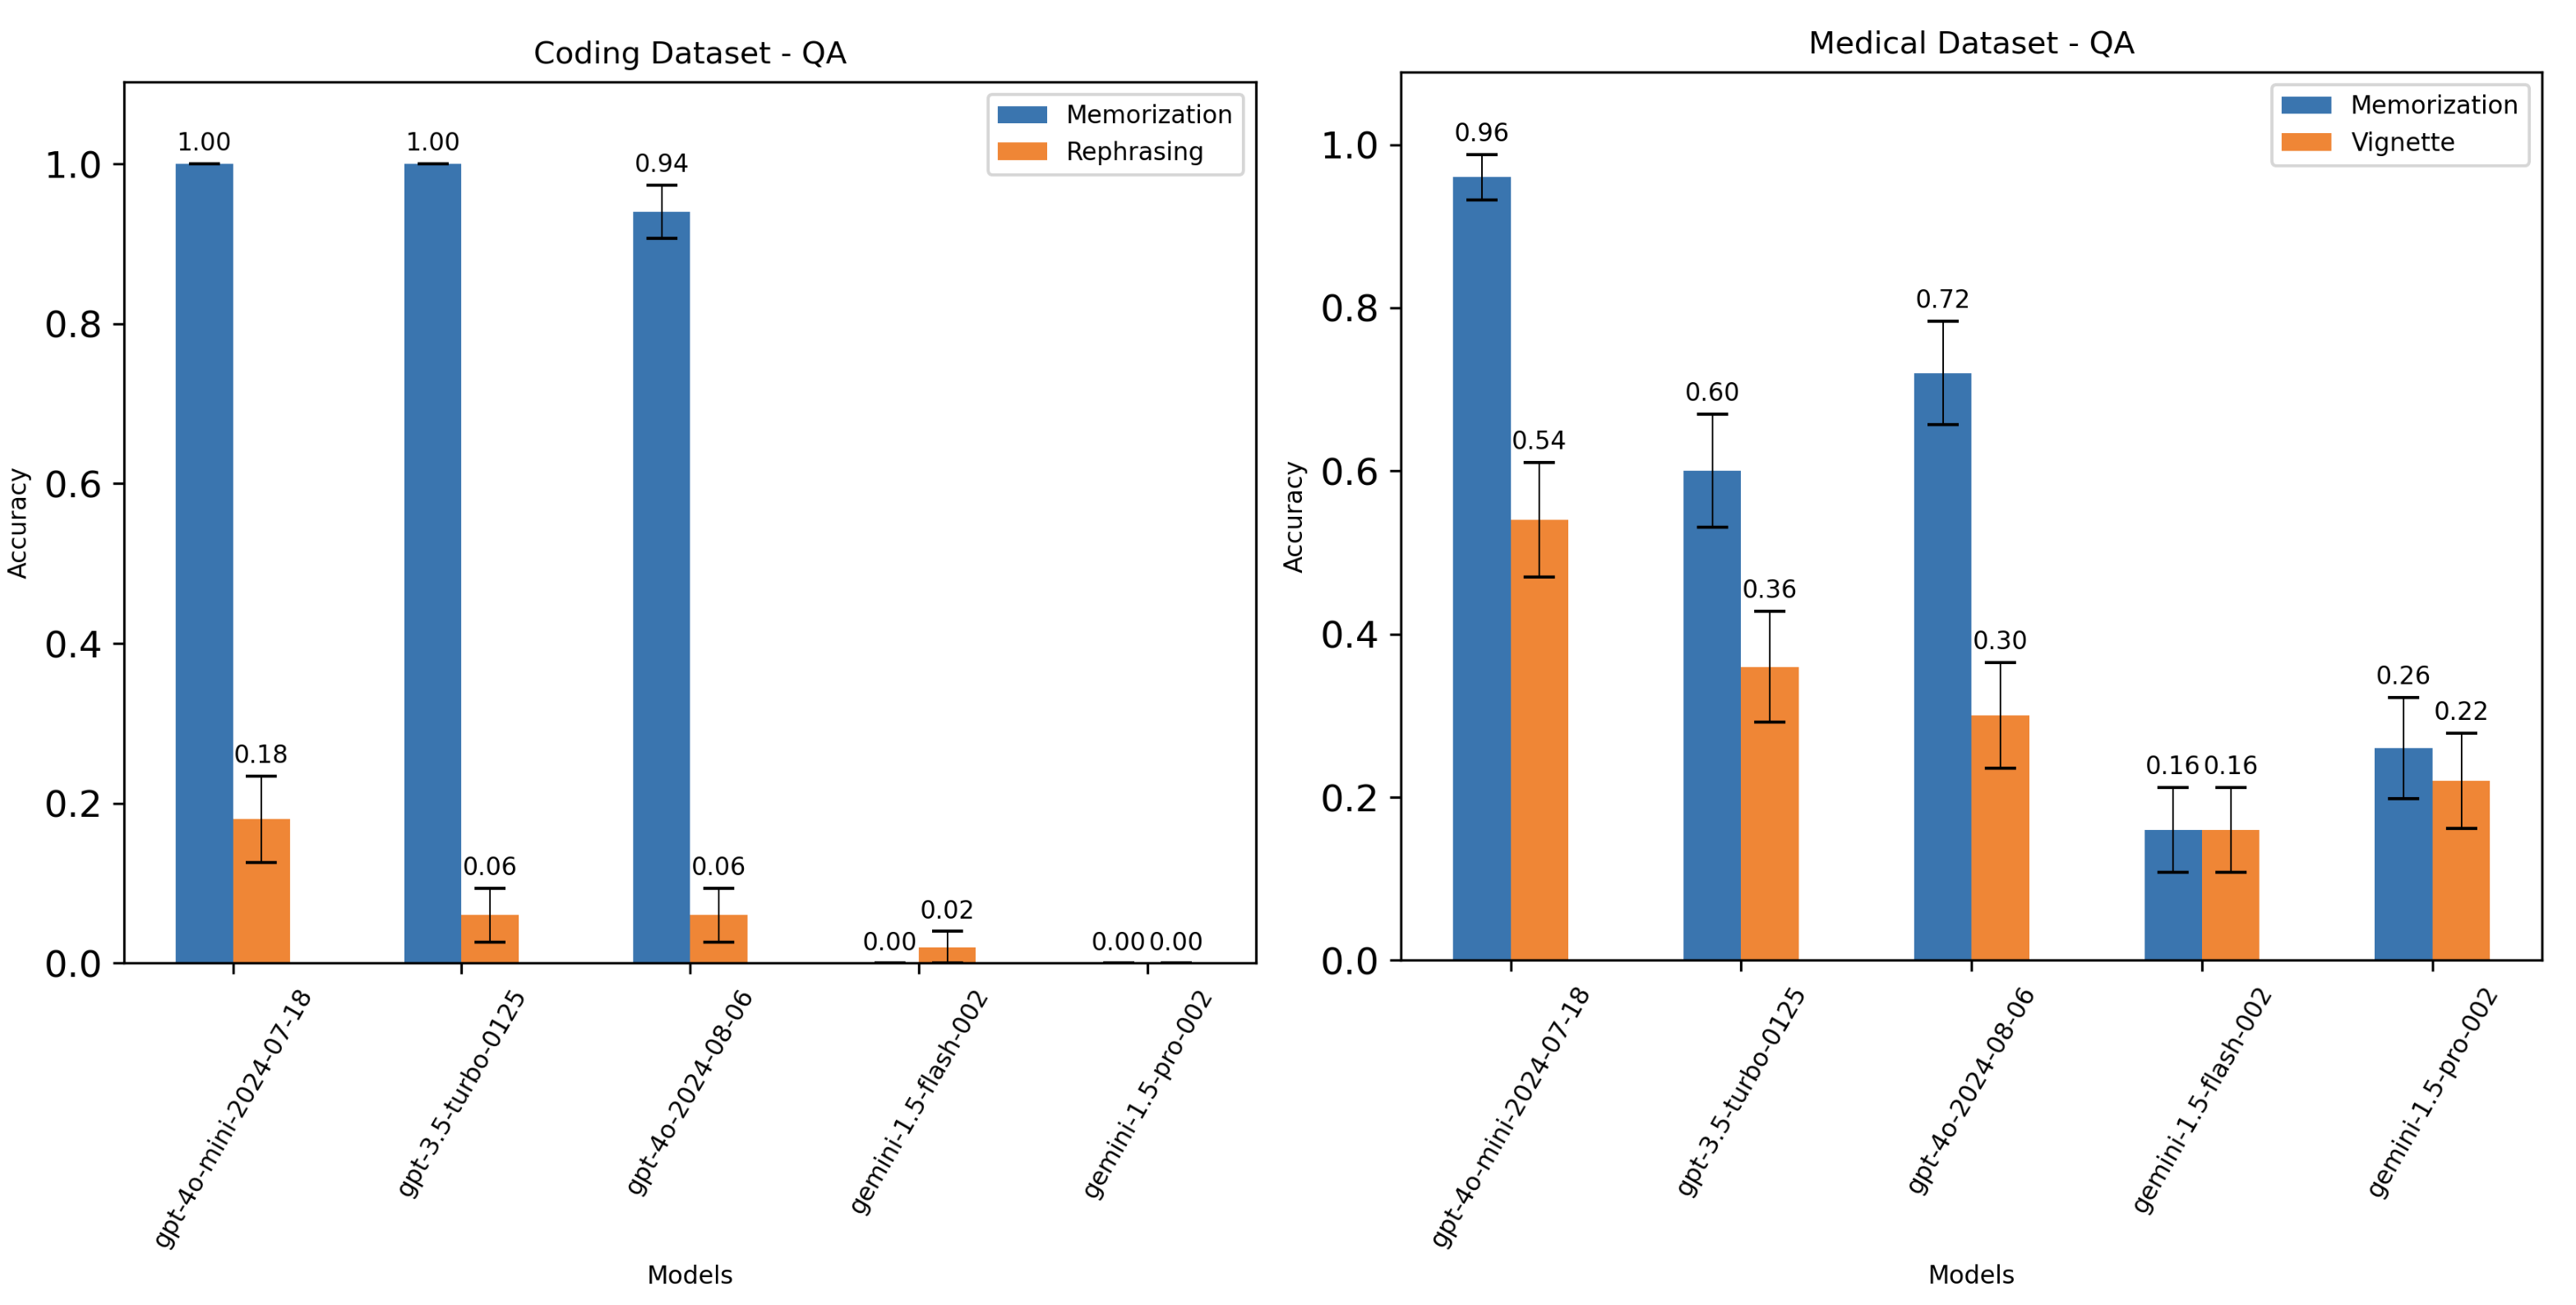 Coding Dataset - QA
Memorization
Rephrasing
Accuracy
1.0
0.8
0.6
0.4
0.2
0.0
1.00
0.18
1.00
0.06
0.94
0.06
0.00
0.02
0.00
0.00
gpt-4o-mini-2024-07-18
gpt-3.5-turbo-0125
gpt-4o-2024-08-06
gemini-1.5-flash-002
gemini-1.5-pro-002
Models
Medical Dataset - QA
Memorization
Vignette
Accuracy
1.0
0.8
0.6
0.4
0.2
0.0
0.96
0.54
0.60
0.36
0.72
0.30
0.16
0.16
0.26
0.22
gpt-4o-mini-2024-07-18
gpt-3.5-turbo-0125
gpt-4o-2024-08-06
gemini-1.5-flash-002
gemini-1.5-pro-002
Models